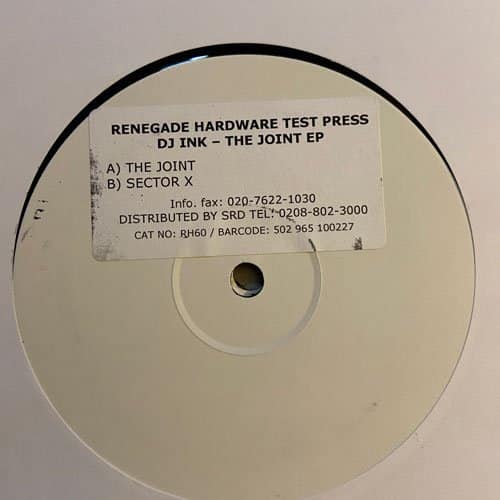 RENEGADE HARDWARE TEST PRESS
DJ INK – THE JOINT EP
A) THE JOINT
B) SECTOR X
Info. fax: 020-7622-1030
DISTRIBUTED BY SRD TEL: 0208-802-3000
CAT NO: RH60 / BARCODE: 502 965 100227